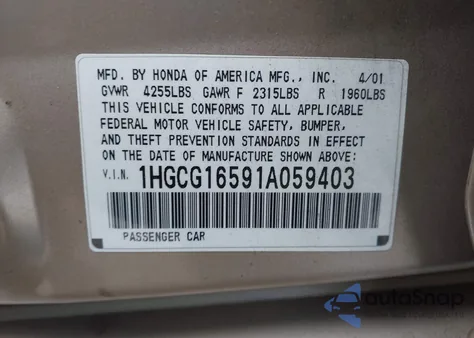 MFD. BY HONDA OF AMERICA MFG., INC. 4/01
GVWR 4255LBS GAWR F 2315LBS R 1960LBS
THIS VEHICLE CONFORMS TO ALL APPLICABLE
FEDERAL MOTOR VEHICLE SAFETY, BUMPER,
AND THEFT PREVENTION STANDARDS IN EFFECT
ON THE DATE OF MANUFACTURE SHOWN ABOVE:
V.I.N. 1HGCG16591A059403
PASSENGER CAR
autoSnap